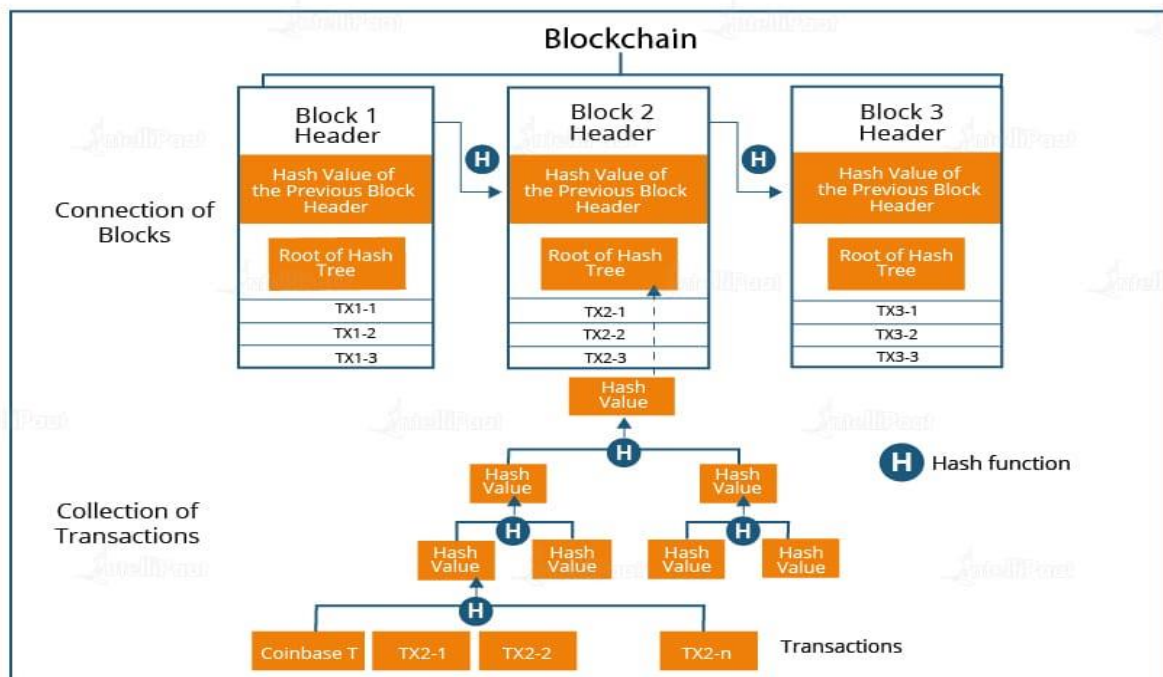 Blockchain
Block 1
Header
Block 2
Header
Block 3
Header
H
H
Hash Value of
the Previous Block
Header
Hash Value of
the Previous Block
Header
Hash Value of
the Previous Block
Header
Connection of
Blocks
Root of Hash
Tree
Root of Hash
Tree
Root of Hash
Tree
TX1-1
TX2-1
TX3-1
TX1-2
TX2-2
TX3-2
TX1-3
TX2-3
TX3-3
Hash
Value
H
H Hash function
Hash
Value
Hash
Value
Collection of
Transactions
H
H
Hash
Value
Hash
Value
Hash
Value
Hash
Value
H
Coinbase T
TX2-1
TX2-2
TX2-n
Transactions